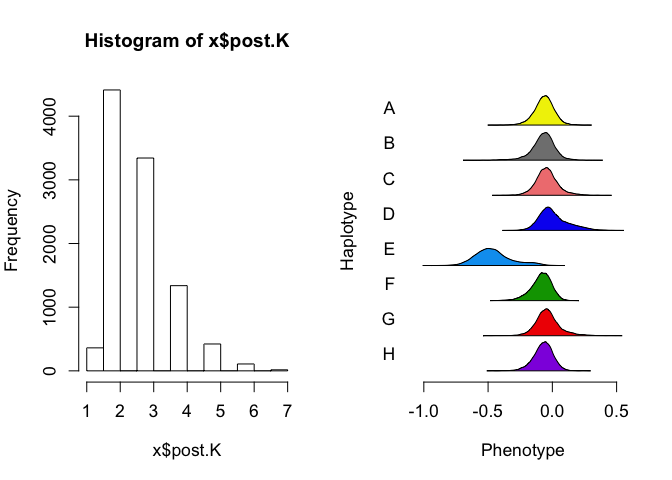 Histogram of x$post.K
Frequency
0
1000
2000
3000
4000
1 2 3 4 5 6 7
x$post.K
Haplotype
A
B
C
D
E
F
G
H
-1.0 -0.5 0.0 0.5
Phenotype